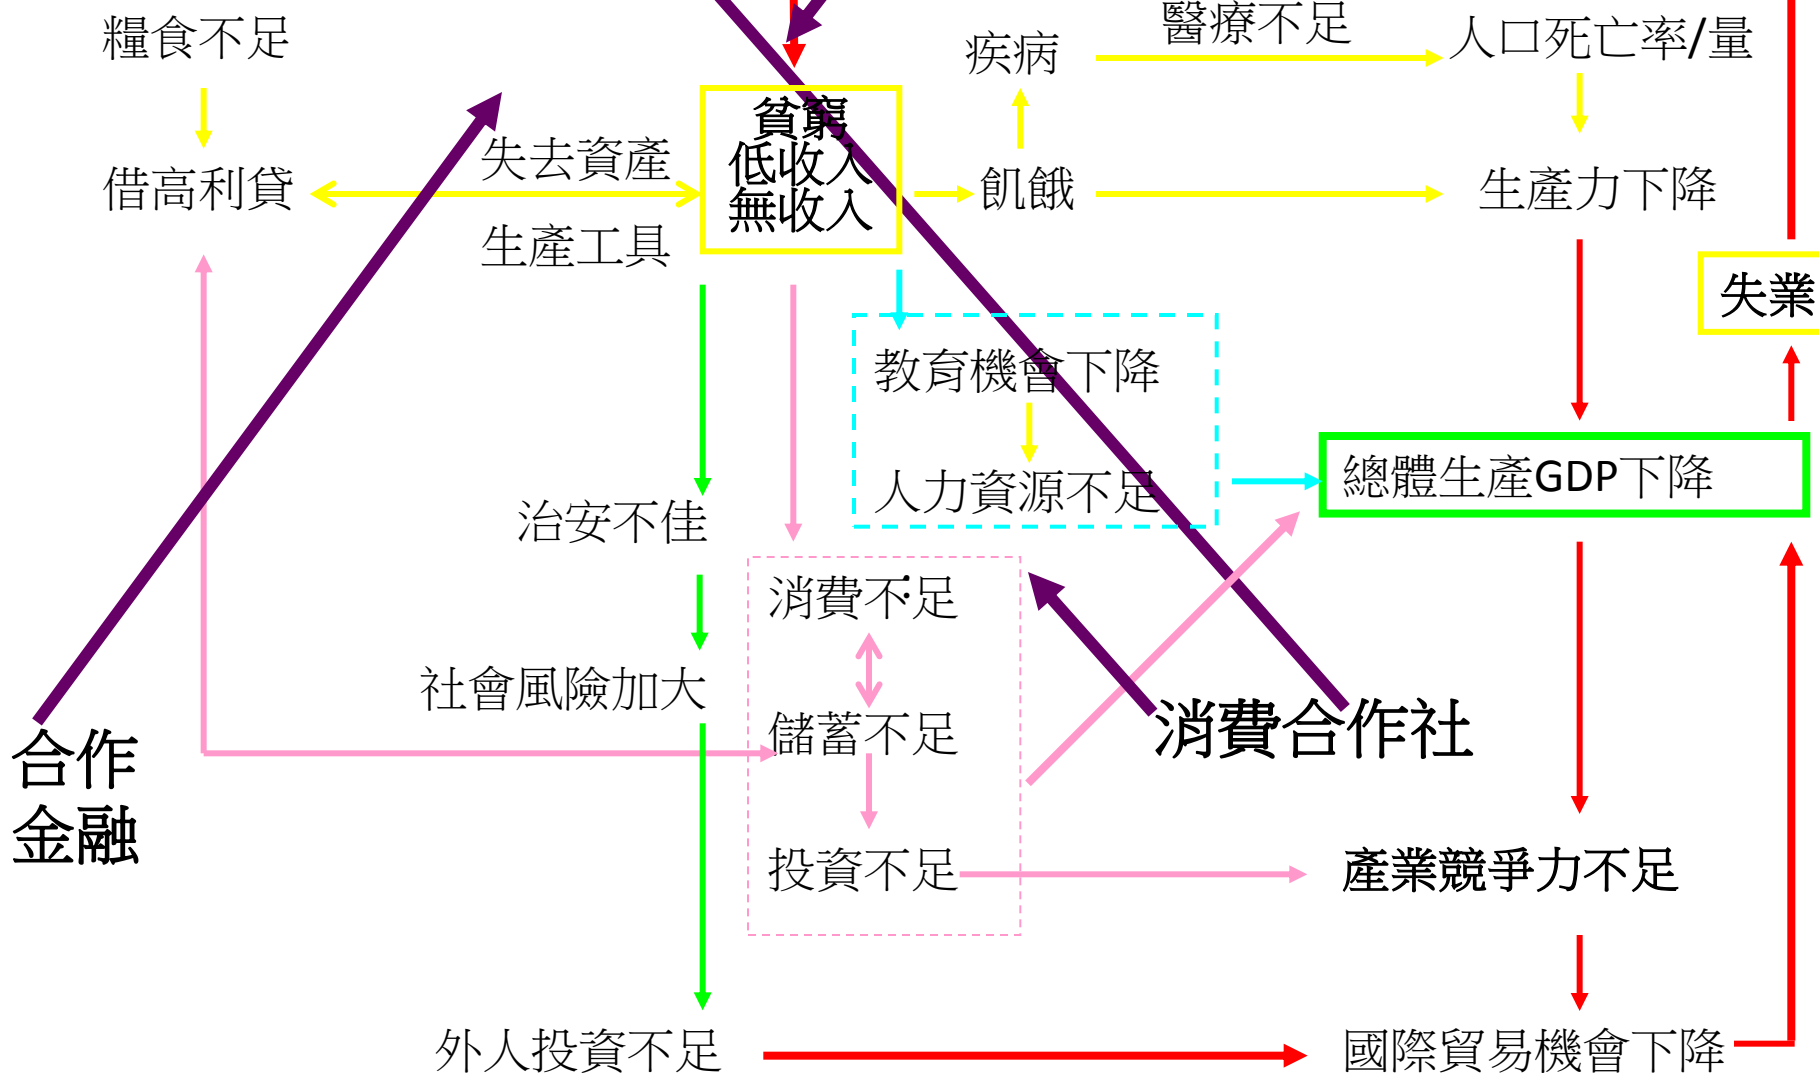 糧食不足
疾病
醫療不足
人口死亡率/量
貧窮
低收入
無收入
失去資產
借高利貸
飢餓
生產力下降
生產工具
失業
教育機會下降
人力資源不足
總體生產GDP下降
治安不佳
消費不足
:
社會風險加大
儲蓄不足
消費合作社
合作
金融
投資不足
產業競爭力不足
外人投資不足
國際貿易機會下降